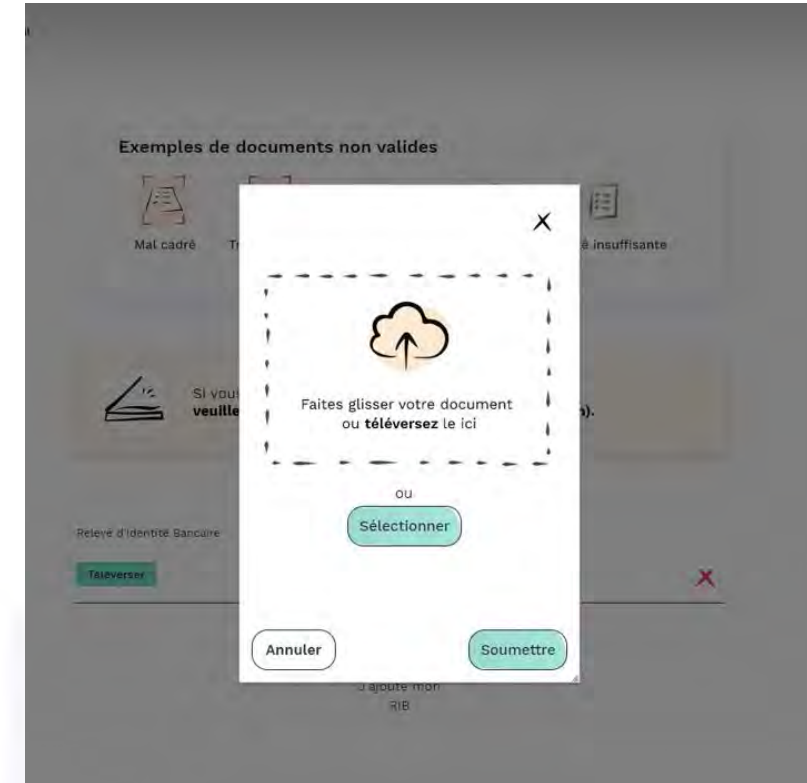 Exemples de documents non valides
Mal cadré
insuffisante
Si vous
veuille
Faites glisser votre document
ou téléversez le ici
ou
Sélectionner
Relevé d'Identité Bancaire
Téléverser
Annuler
Soumettre
J'ajoute mon
RIB